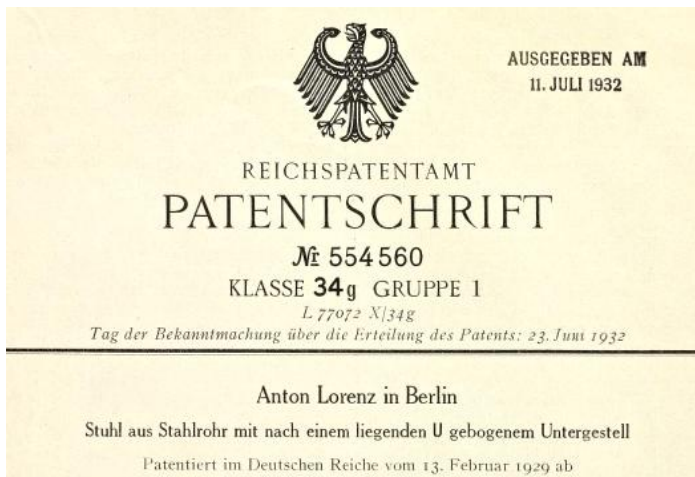 AUSGEGEBEN AM
11. JULI 1932
REICHSPATENTAMT
PATENTSCHRIFT
№ 554560
KLASSE 34g GRUPPE 1
L 77072 X/34g
Tag der Bekanntmachung über die Erteilung des Patents: 23. Juni 1932
Anton Lorenz in Berlin
Stuhl aus Stahlrohr mit nach einem liegenden U gebogenem Untergestell
Patentiert im Deutschen Reiche vom 13. Februar 1929 ab